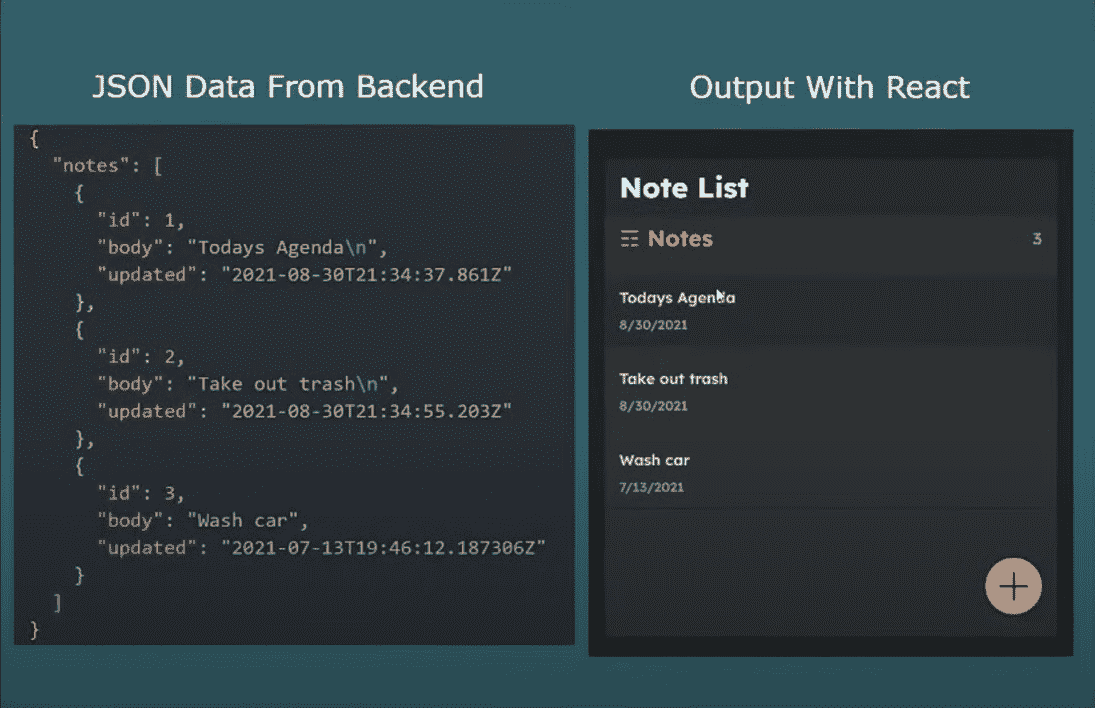 JSON Data From Backend
{
"notes": [
{
"id": 1,
"body": "Todays Agenda\n",
"updated": "2021-08-30T21:34:37.861Z"
},
{
"id": 2,
"body": "Take out trash\n",
"updated": "2021-08-30T21:34:55.203Z"
},
{
"id": 3,
"body": "Wash car",
"updated": "2021-07-13T19:46:12.187306Z"
}
]
}
Output With React
Note List
Notes 3
Todays Agenda
8/30/2021
Take out trash
8/30/2021
Wash car
7/13/2021